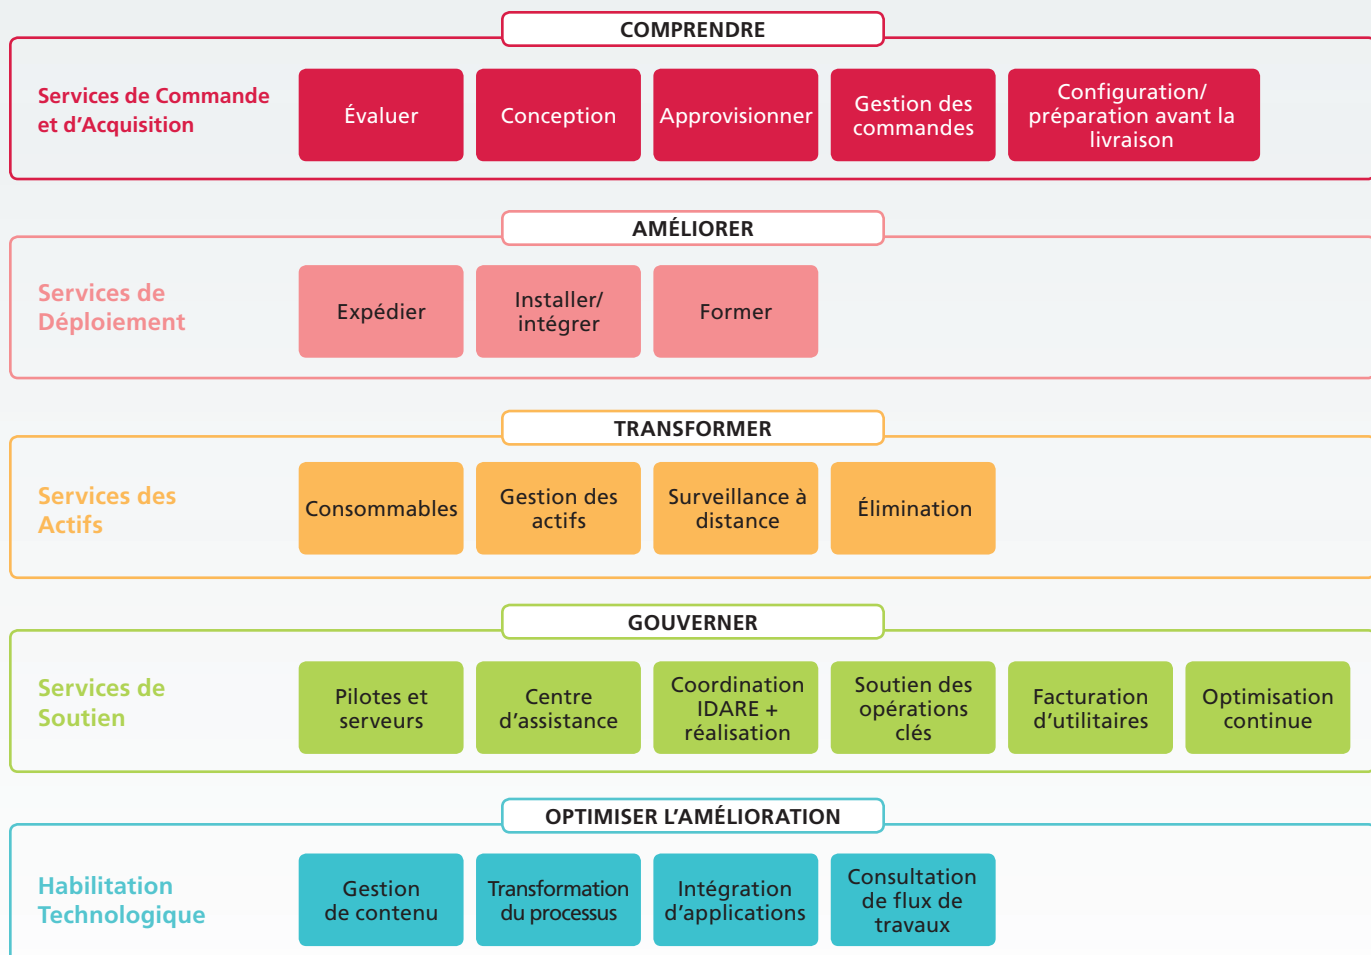 COMPRENDRE
Services de Commande
et d’Acquisition
Évaluer
Conception
Approvisionner
Gestion des
commandes
Configuration/
préparation avant la
livraison
AMÉLIORER
Services de
Déploiement
Expédier
Installer/
intégrer
Former
TRANSFORMER
Services des
Actifs
Consommables
Gestion des
actifs
Surveillance à
distance
Élimination
GOUVERNER
Services de
Soutien
Pilotes et
serveurs
Centre
d’assistance
Coordination
IDARE +
réalisation
Soutien des
opérations
clés
Facturation
d’utilitaires
Optimisation
continue
OPTIMISER L’AMÉLIORATION
Habilitation
Technologique
Gestion
de contenu
Transformation
du processus
Intégration
d’applications
Consultation
de flux de
travaux